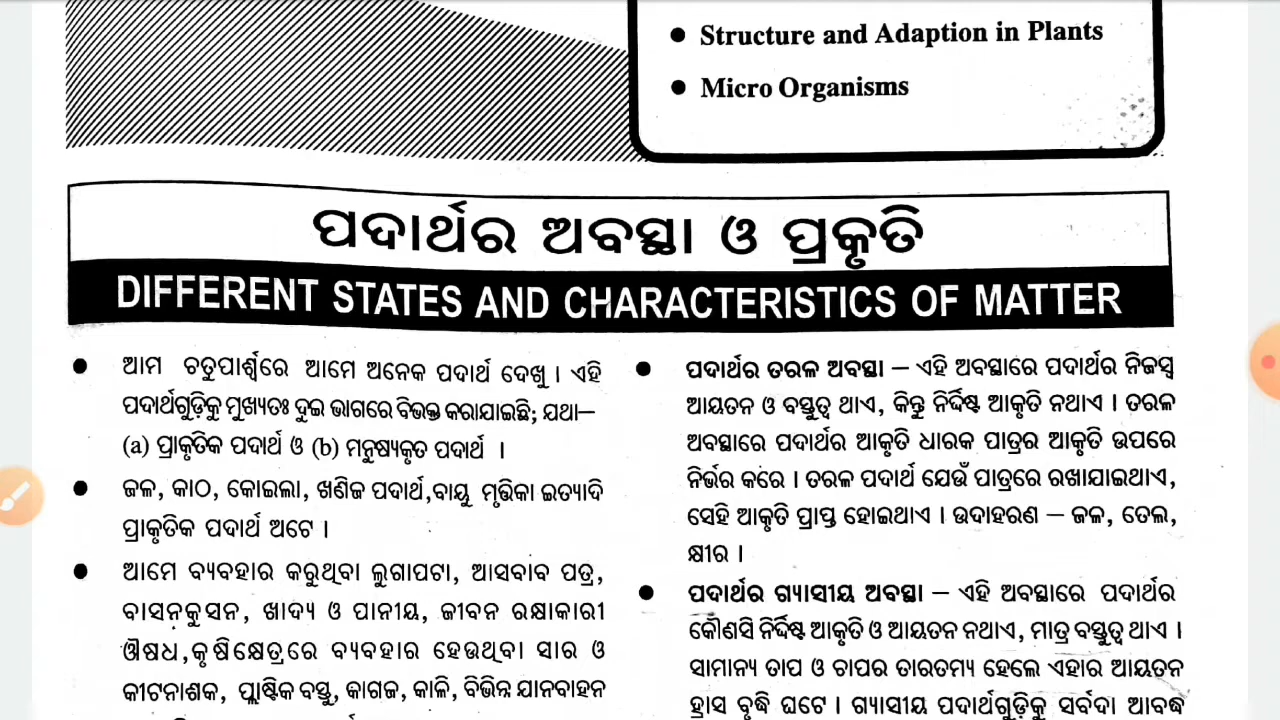 • Structure and Adaption in Plants
• Micro Organisms
ପଦାର୍ଥର ଅବସ୍ଥା ଓ ପ୍ରକୃତି
DIFFERENT STATES AND CHARACTERISTICS OF MATTER
• ଆମ ଚତୁପାର୍ଶ୍ୱରେ ଆମେ ଅନେକ ପଦାର୍ଥ ଦେଖୁ । ଏହି
ପଦାର୍ଥଗୁଡ଼ିକୁ ମୁଖ୍ୟତଃ ଦୁଇ ଭାଗରେ ବିଭକ୍ତ କରାଯାଇଛି; ଯଥା–
(a) ପ୍ରାକୃତିକ ପଦାର୍ଥ ଓ (b) ମନୁଷ୍ୟକୃତ ପଦାର୍ଥ ।
• ଜଳ, କାଠ, କୋଇଲା, ଖଣିଜ ପଦାର୍ଥ,ବାୟୁ ମୃତ୍ତିକା ଇତ୍ୟାଦି
ପ୍ରାକୃତିକ ପଦାର୍ଥ ଅଟେ ।
• ଆମେ ବ୍ୟବହାର କରୁଥିବା ଲୁଗାପଟା, ଆସବାବ ପତ୍ର,
ବାସନକୁସନ, ଖାଦ୍ୟ ଓ ପାନୀୟ, ଜୀବନ ରକ୍ଷାକାରୀ
ଔଷଧ,କୃଷିକ୍ଷେତ୍ରରେ ବ୍ୟବହାର ହେଉଥିବା ସାର ଓ
କୀଟନାଶକ, ପ୍ଲାଷ୍ଟିକ ବସ୍ତୁ, କାଗଜ, କାଳି, ବିଭିନ୍ନ ଯାନବାହନ
• ପଦାର୍ଥର ତରଳ ଅବସ୍ଥା – ଏହି ଅବସ୍ଥାରେ ପଦାର୍ଥର ନିଜସ୍ୱ
ଆୟତନ ଓ ବସ୍ତୁତ୍ୱ ଥାଏ, କିନ୍ତୁ ନିର୍ଦ୍ଦିଷ୍ଟ ଆକୃତି ନଥାଏ । ତରଳ
ଅବସ୍ଥାରେ ପଦାର୍ଥର ଆକୃତି ଧାରକ ପାତ୍ରର ଆକୃତି ଉପରେ
ନିର୍ଭର କରେ । ତରଳ ପଦାର୍ଥ ଯେଉଁ ପାତ୍ରରେ ରଖାଯାଇଥାଏ,
ସେହି ଆକୃତି ପ୍ରାପ୍ତ ହୋଇଥାଏ । ଉଦାହରଣ – ଜଳ, ତେଲ,
କ୍ଷୀର ।
• ପଦାର୍ଥର ଗ୍ୟାସୀୟ ଅବସ୍ଥା – ଏହି ଅବସ୍ଥାରେ ପଦାର୍ଥର
କୌଣସି ନିର୍ଦ୍ଦିଷ୍ଟ ଆକୃତି ଓ ଆୟତନ ନଥାଏ, ମାତ୍ର ବସ୍ତୁତ୍ୱ ଥାଏ ।
ସାମାନ୍ୟ ତାପ ଓ ଚାପର ତାରତମ୍ୟ ହେଲେ ଏହାର ଆୟତନ
ହ୍ରାସ ବୃଦ୍ଧି ଘଟେ । ଗ୍ୟାସୀୟ ପଦାର୍ଥଗୁଡ଼ିକୁ ସର୍ବଦା ଆବଦ୍ଧ